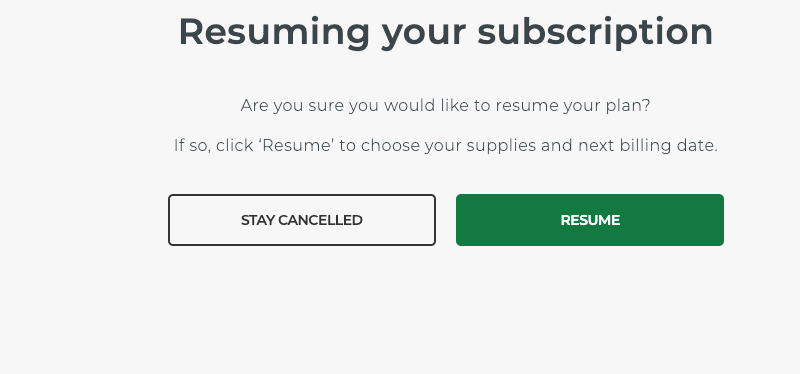 Resuming your subscription
Are you sure you would like to resume your plan?
If so, click ‘Resume’ to choose your supplies and next billing date.
STAY CANCELLED
RESUME